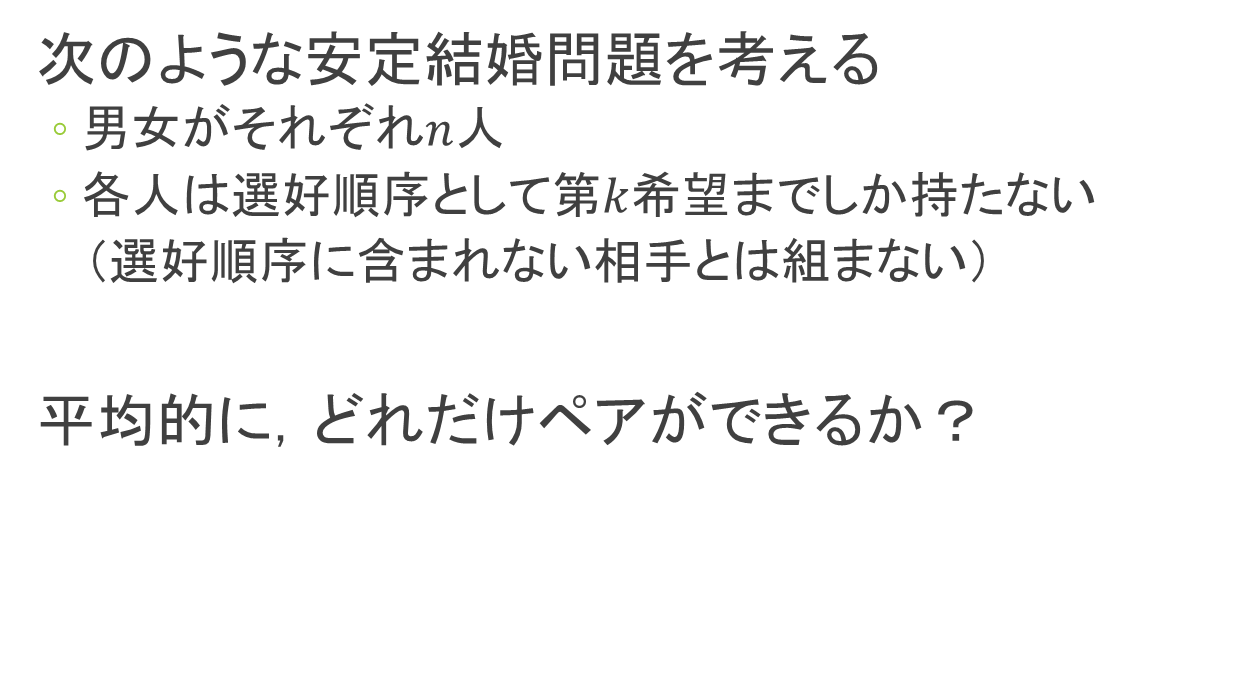 次のような安定結婚問題を考える
◦ 男女がそれぞれn人
◦ 各人は選好順序として第k希望までしか持たない
（選好順序に含まれない相手とは組まない）
平均的に，どれだけペアができるか？